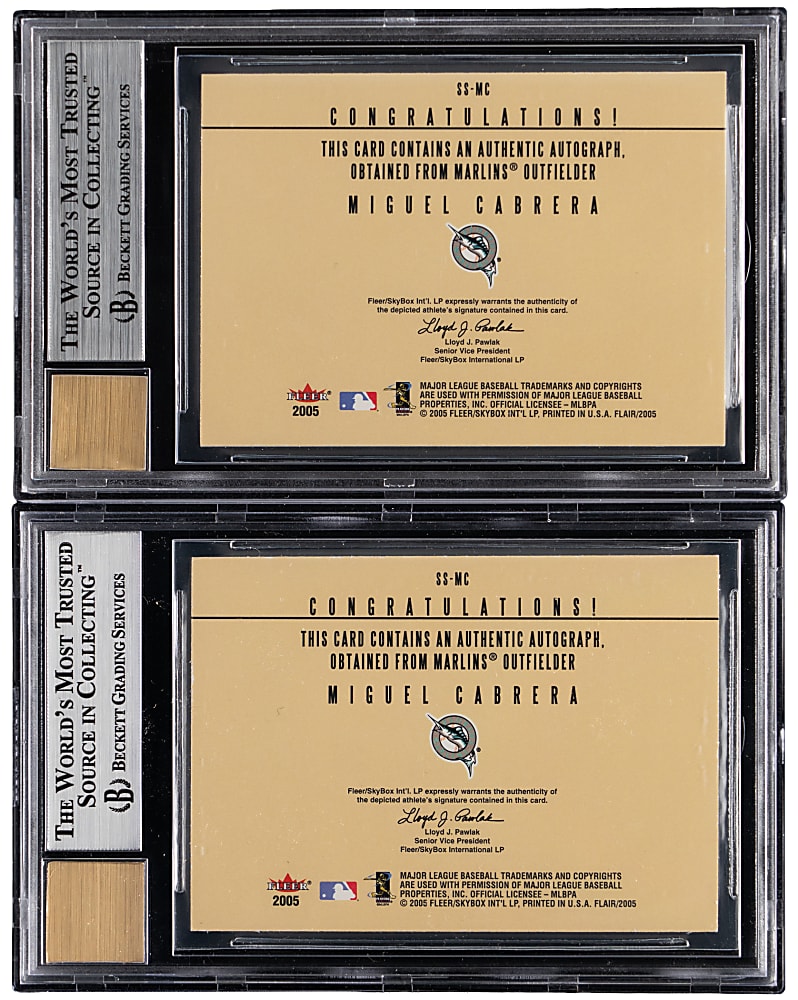 THE WORLD'S MOST TRUSTED
SOURCE IN COLLECTING™
B BECKETT GRADING SERVICES
SS-MC
CONGRATULATIONS!
THIS CARD CONTAINS AN AUTHENTIC AUTOGRAPH,
OBTAINED FROM MARLINS® OUTFIELDER
MIGUEL CABRERA
Fleer/SkyBox Int'l. LP expressly warrants the authenticity of
the depicted athlete's signature contained in this card.
Lloyd J. Pawlak
Lloyd J. Pawlak
Senior Vice President
Fleer/SkyBox International LP
FLEER
2005
MAJOR LEAGUE BASEBALL TRADEMARKS AND COPYRIGHTS
ARE USED WITH PERMISSION OF MAJOR LEAGUE BASEBALL
PROPERTIES, INC. OFFICIAL LICENSEE – MLBPA
© 2005 FLEER/SKYBOX INT'L LP, PRINTED IN U.S.A. FLAIR/2005
THE WORLD'S MOST TRUSTED
SOURCE IN COLLECTING™
B BECKETT GRADING SERVICES
SS-MC
CONGRATULATIONS!
THIS CARD CONTAINS AN AUTHENTIC AUTOGRAPH,
OBTAINED FROM MARLINS® OUTFIELDER
MIGUEL CABRERA
Fleer/SkyBox Int'l. LP expressly warrants the authenticity of
the depicted athlete's signature contained in this card.
Lloyd J. Pawlak
Lloyd J. Pawlak
Senior Vice President
Fleer/SkyBox International LP
FLEER
2005
MAJOR LEAGUE BASEBALL TRADEMARKS AND COPYRIGHTS
ARE USED WITH PERMISSION OF MAJOR LEAGUE BASEBALL
PROPERTIES, INC. OFFICIAL LICENSEE – MLBPA
© 2005 FLEER/SKYBOX INT'L LP, PRINTED IN U.S.A. FLAIR/2005